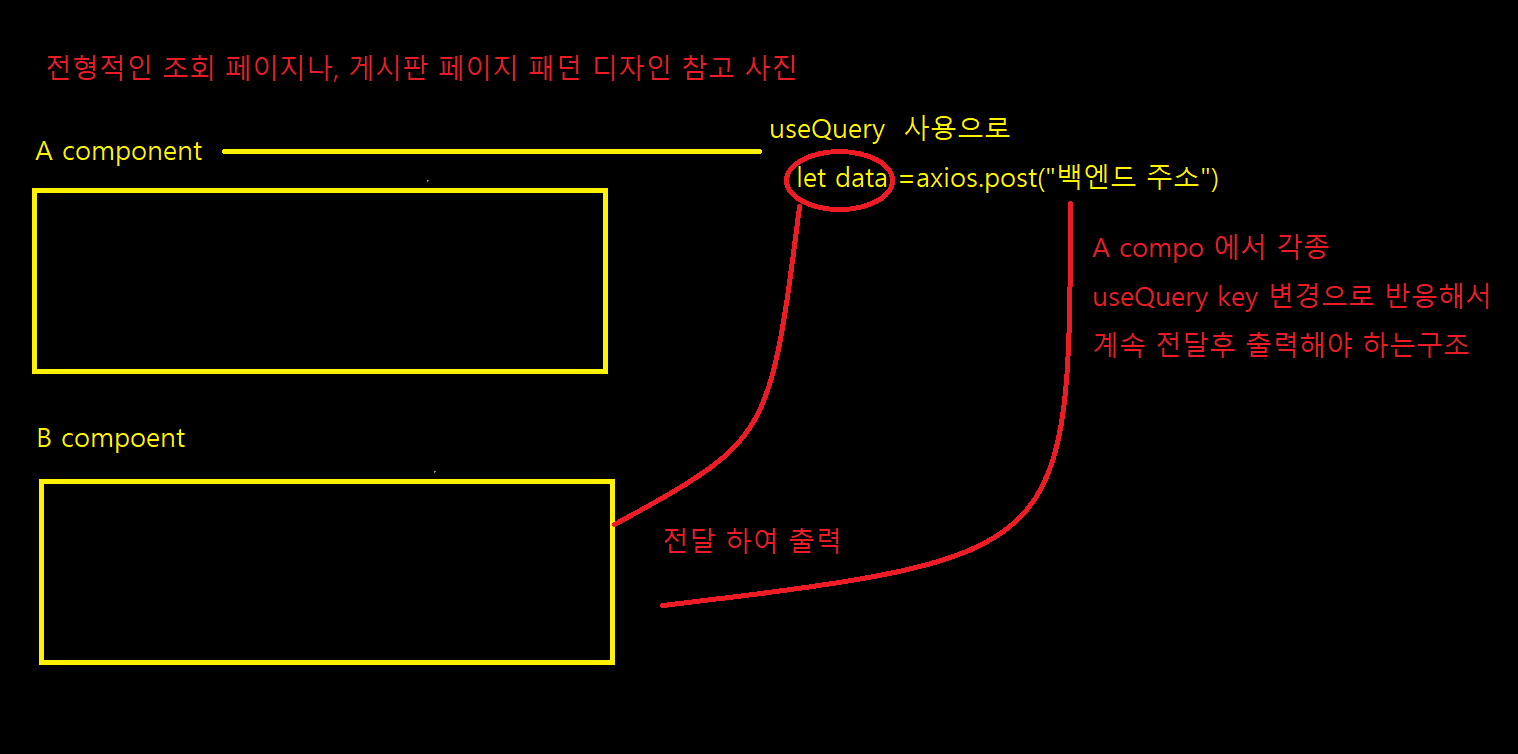 전형적인 조회 페이지나, 게시판 페이지 패던 디자인 참고 사진
useQuery 사용으로
A component
let data =axios.post("백엔드 주소")
A compo 에서 각종
useQuery key 변경으로 반응해서
계속 전달후 출력해야 하는구조
B compoent
전달 하여 출력